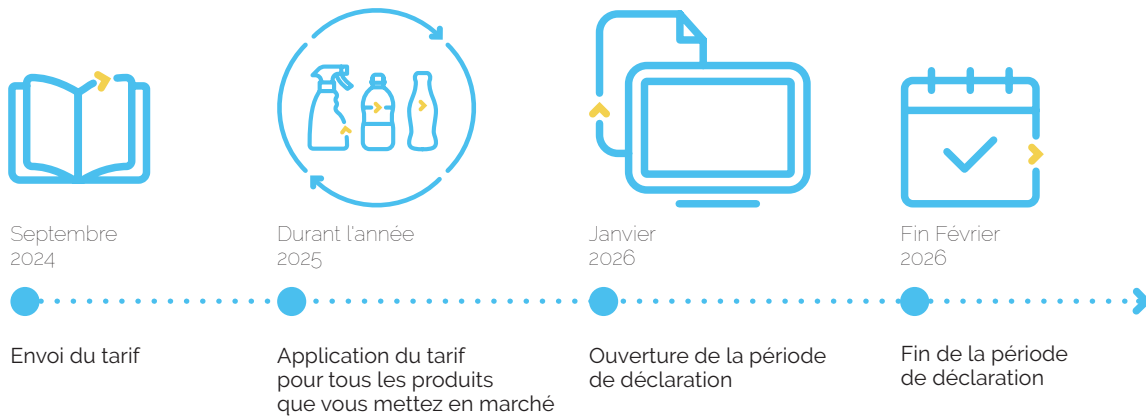 Septembre
2024
Durant l'année
2025
Janvier
2026
Fin Février
2026
Envoi du tarif
Application du tarif
pour tous les produits
que vous mettez en marché
Ouverture de la période
de déclaration
Fin de la période
de déclaration